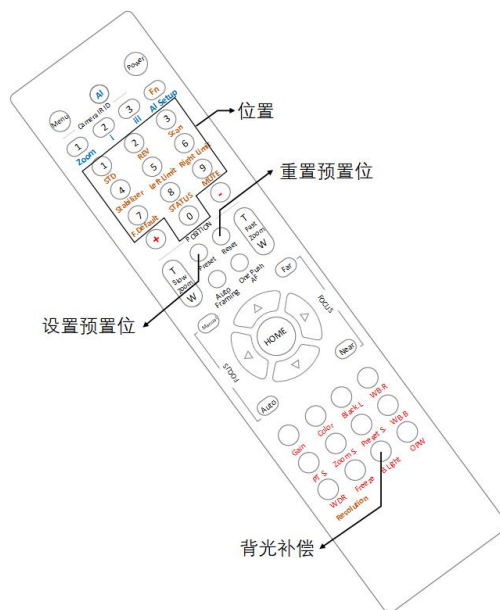 Power
AI
Menu
Camera IR ID
1
2
3
Fn
Zoom
i
iii
AI Setup
位置
1
2
3
STD
REV
Scan
4
5
6
Stabilizer
Left Limit
Right Limit
7
8
9
F.Default
STATUS
MUTE
+
0
-
POSITION
重置预置位
Preset
Reset
T
Slow
Zoom
W
T
Fast
Zoom
W
设置预置位
Auto
Framing
One Push
AF
Manual
Far
FOCUS
HOME
FOCUS
Auto
Near
Gain
Color
Black L
WB-R
PT S.
Zoom S.
Preset S.
WB-B
WDR
Freeze
B.Light
OPW
Resolution
背光补偿